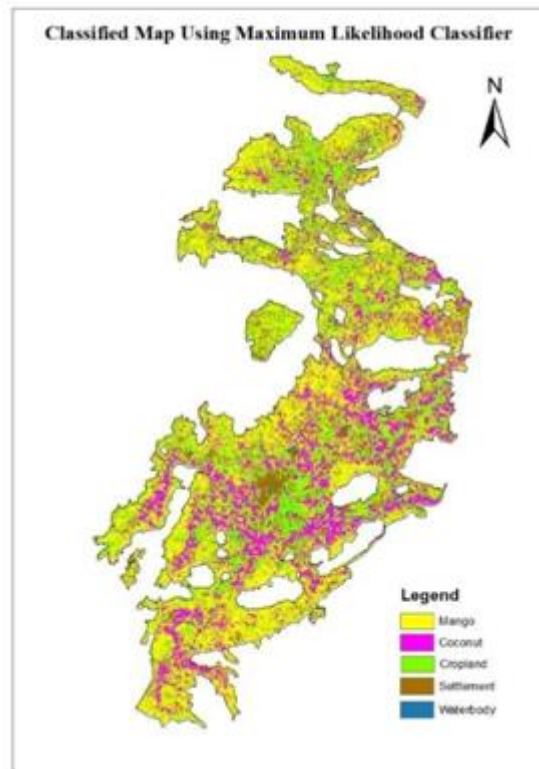 Classified Map Using Maximum Likelihood Classifier
N
Legend
Mango
Coconut
Cropland
Settlement
Waterbody